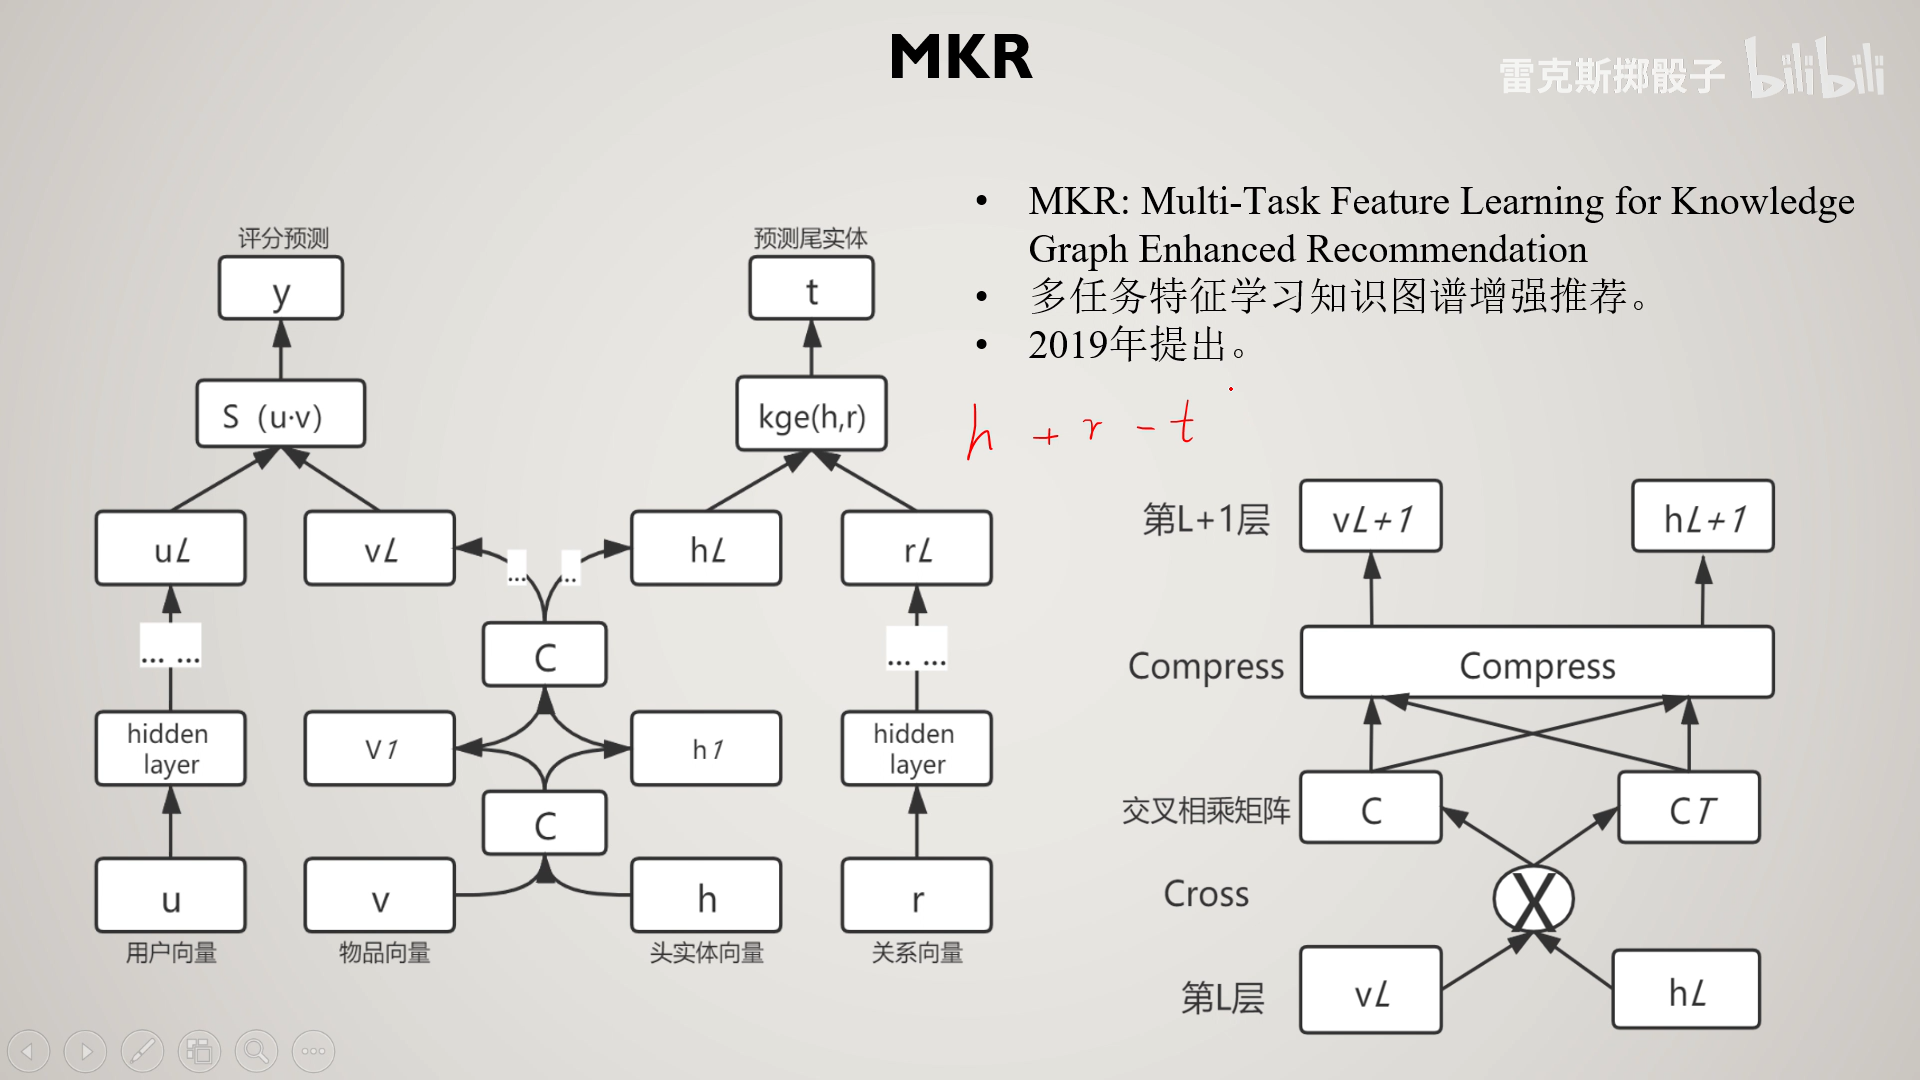 MKR
雷克斯掷骰子 bilibili
• MKR: Multi-Task Feature Learning for Knowledge
Graph Enhanced Recommendation
• 多任务特征学习知识图谱增强推荐。
• 2019年提出。
h + r - t
评分预测
预测尾实体
y
t
S（u·v）
kge(h,r)
uL
vL
hL
rL
... ...
...
..
... ...
C
hidden
layer
V1
h1
hidden
layer
C
u
v
h
r
用户向量
物品向量
头实体向量
关系向量
第L+1层
vL+1
hL+1
Compress
Compress
交叉相乘矩阵
C
CT
Cross
X
第L层
vL
hL